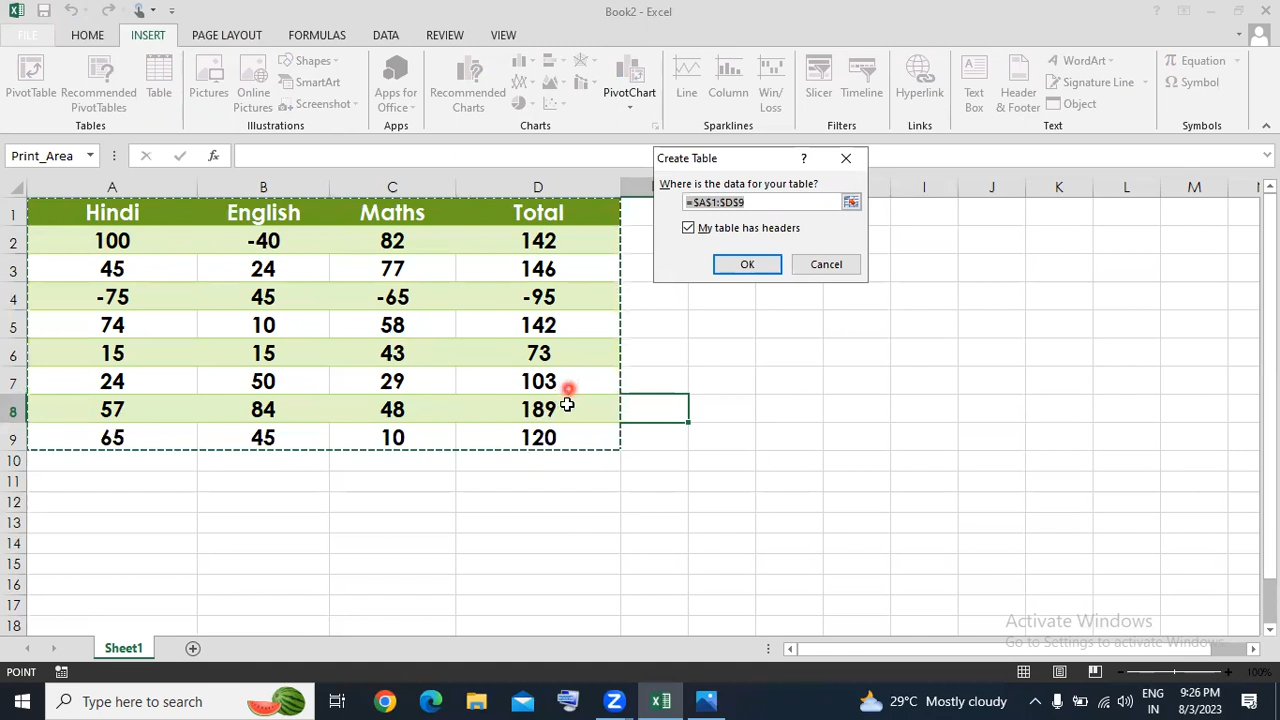 Book2 - Excel
?
FILE HOME INSERT PAGE LAYOUT FORMULAS DATA REVIEW VIEW
PivotTable
Recommended PivotTables
Table
Tables
Pictures
Online Pictures
Shapes
SmartArt
Screenshot
Illustrations
Apps for Office
Apps
Recommended Charts
PivotChart
Charts
Line
Column
Win/Loss
Sparklines
Slicer
Timeline
Filters
Hyperlink
Links
Text Box
Header & Footer
WordArt
Signature Line
Object
Text
Equation
Symbol
Symbols
Print_Area
fx
Create Table ?
Where is the data for your table?
=$A$1:$D$9
My table has headers
OK Cancel
A B C D I J K L M N
1 Hindi English Maths Total
2 100 -40 82 142
3 45 24 77 146
4 -75 45 -65 -95
5 74 10 58 142
6 15 15 43 73
7 24 50 29 103
8 57 84 48 189
9 65 45 10 120
10
11
12
13
14
15
16
17
18
Activate Windows
Go to Settings to activate Windows.
Sheet1
POINT
100%
Type here to search
29°C Mostly cloudy
ENG
IN
9:26 PM
8/3/2023